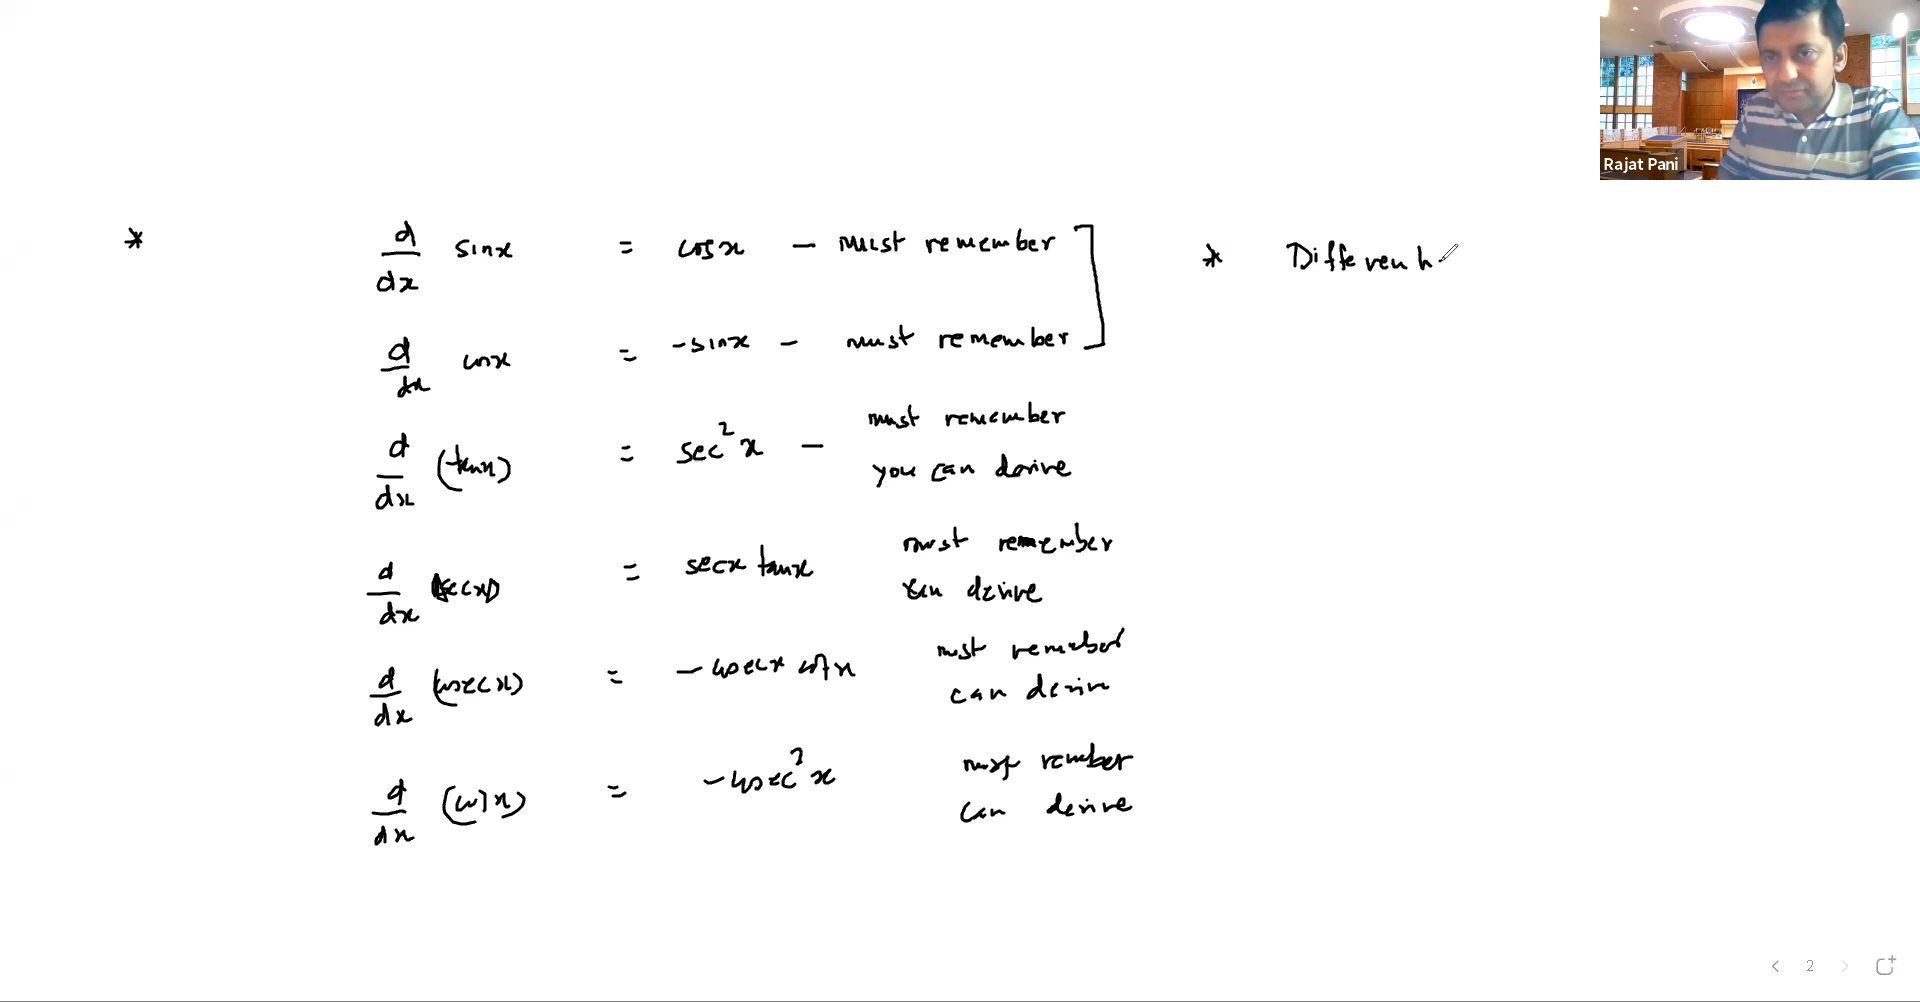 Rajat Pani
* d/dx sinx = cosx - must remember
* Differenti
d/dx cosx = -sinx - must remember
d/dx (tanx) = sec²x - must remember
you can derive
d/dx (secx) = secx tanx must remember
can derive
d/dx (cosecx) = -cosecx cotx must remember
can derive
d/dx (cotx) = -cosec²x must remember
can derive
2